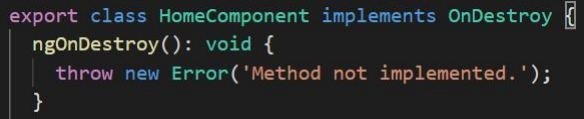 export class HomeComponent implements OnDestroy {
ngOnDestroy(): void {
throw new Error('Method not implemented.');
}